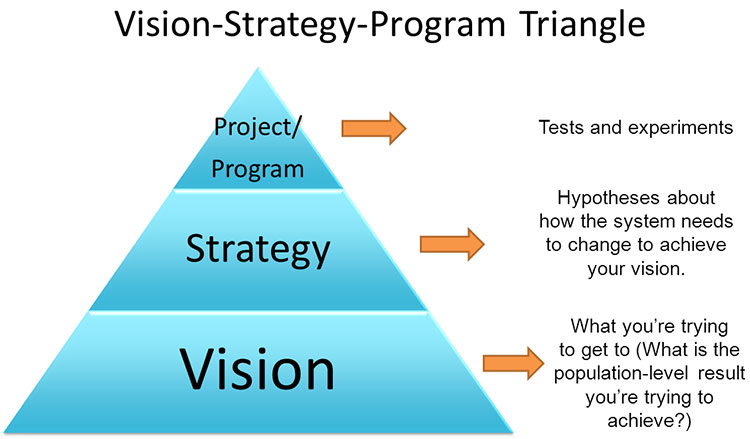 Vision-Strategy-Program Triangle
Project/
Program
Tests and experiments
Strategy
Hypotheses about
how the system needs
to change to achieve
your vision.
Vision
What you’re trying
to get to (What is the
population-level result
you’re trying to
achieve?)